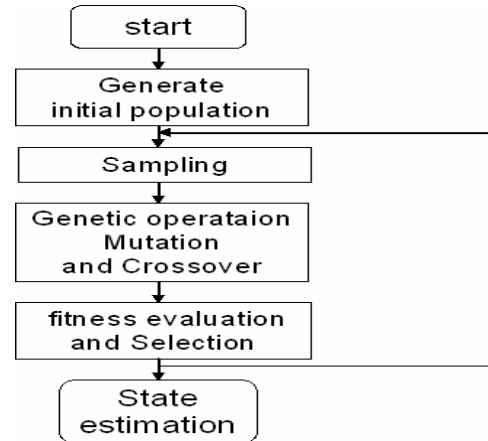 start
Generate
initial population
Sampling
Genetic operataion
Mutation
and Crossover
fitness evaluation
and Selection
State
estimation